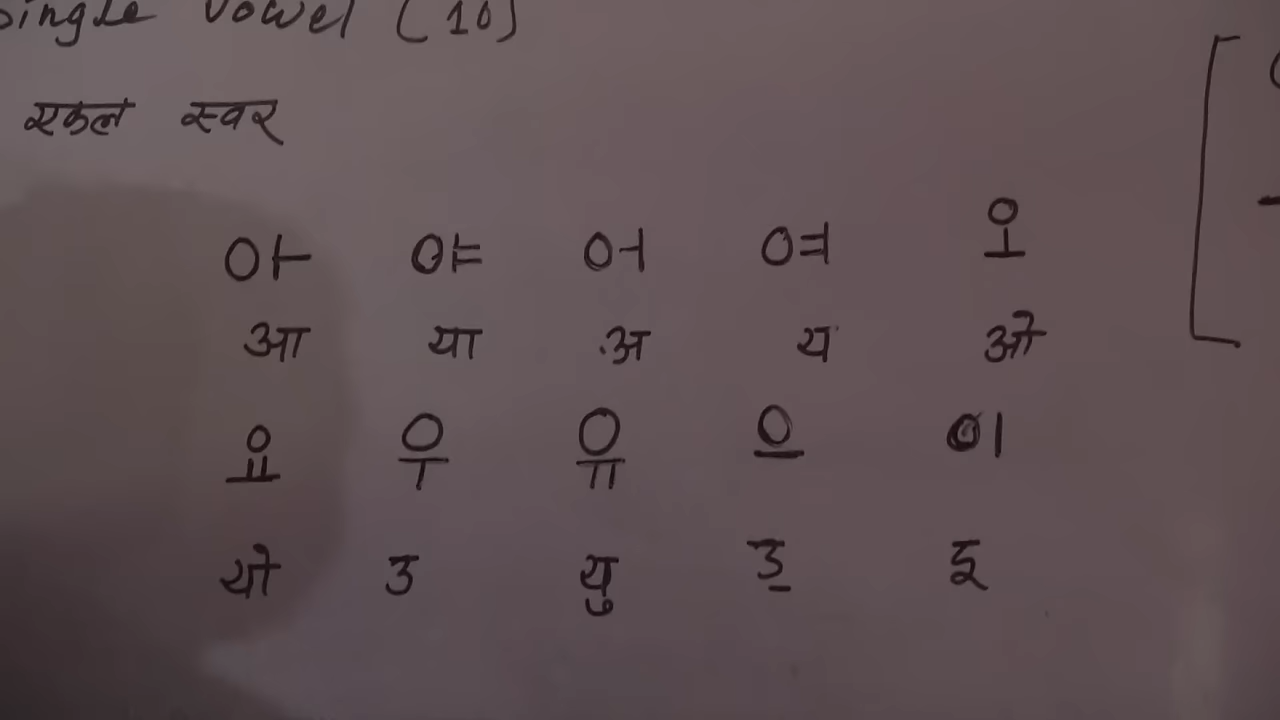 Single Vowel (10)
एकल स्वर
아 야 어 여 오
आ या अ य ओ
요 우 유 으 이
यो उ यु उ़ इ